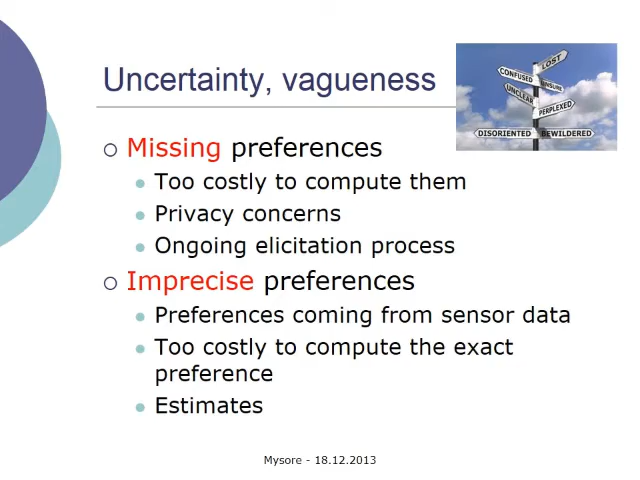 Uncertainty, vagueness
LOST
CONFUSED
UNSURE
UNCLEAR
PERPLEXED
DISORIENTED
BEWILDERED
Missing preferences
Too costly to compute them
Privacy concerns
Ongoing elicitation process
Imprecise preferences
Preferences coming from sensor data
Too costly to compute the exact
preference
Estimates
Mysore - 18.12.2013